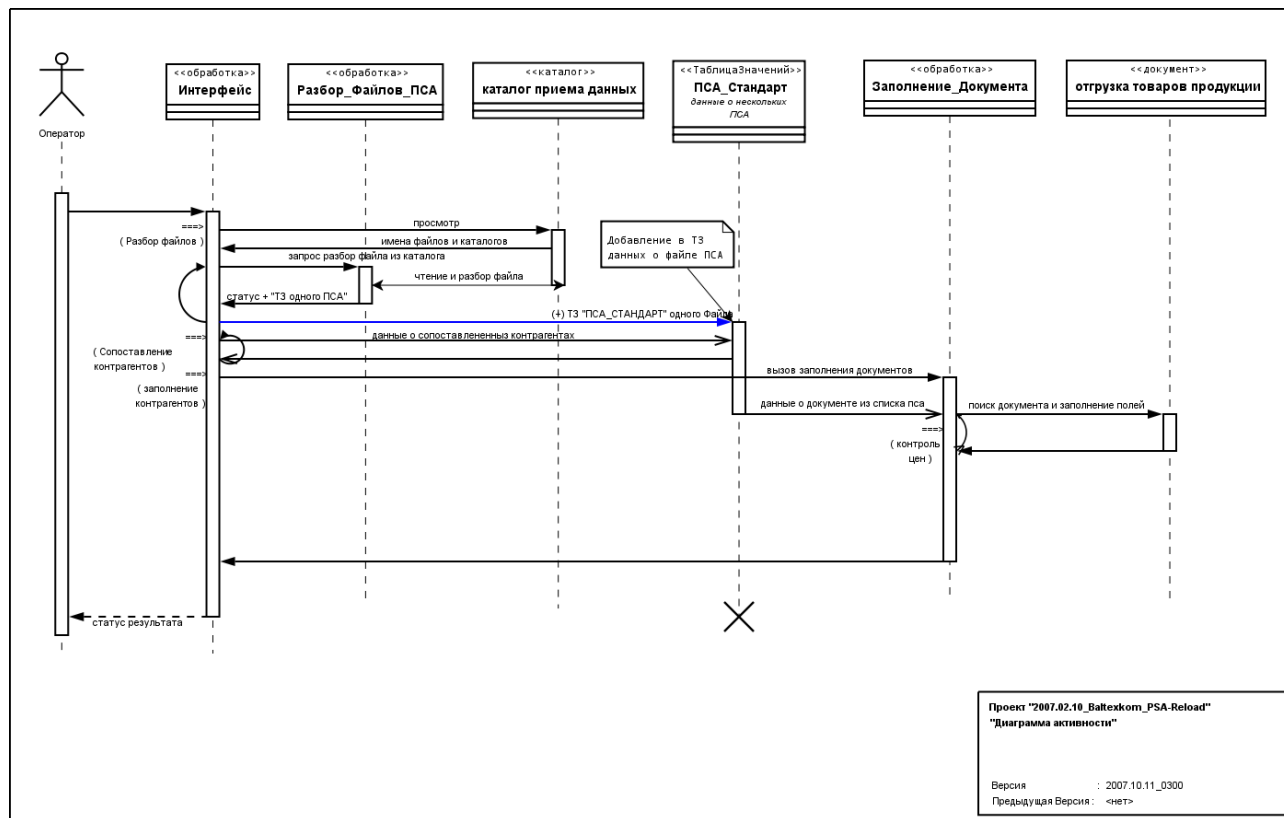 <<обработка>>
Интерфейс
<<обработка>>
Разбор_Файлов_ПСА
<<каталог>>
каталог приема данных
<<ТаблицаЗначений>>
ПСА_Стандарт
данные о нескольких
ПСА
<<обработка>>
Заполнение_Документа
<<документ>>
отгрузка товаров продукции
Оператор
===>
( Разбор файлов )
просмотр
имена файлов и каталогов
запрос разбор файла из каталога
чтение и разбор файла
статус + "ТЗ одного ПСА"
Добавление в ТЗ
данных о файле ПСА
(+) ТЗ "ПСА_СТАНДАРТ" одного Файла
===>
( Сопоставление
контрагентов )
данные о сопоставлененыз контрагентах
===>
( заполнение
контрагентов )
вызов заполнения документов
данные о документе из списка пса
поиск документа и заполнение полей
===>
( контроль
цен )
статус результата
Проект "2007.02.10_Baltexkom_PSA-Reload"
"Диаграмма активности"
Версия : 2007.10.11_0300
Предыдущая Версия : <нет>